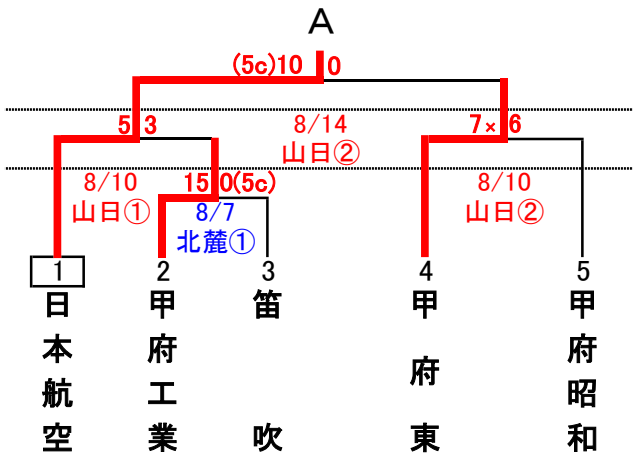 A
(5c)10 0
5 3
8/14
山日②
7× 6
8/10
山日①
15 0(5c)
8/7
北麓①
8/10
山日②
1 2 3 4 5
日本航空
甲府工業
笛吹
甲府東
甲府昭和